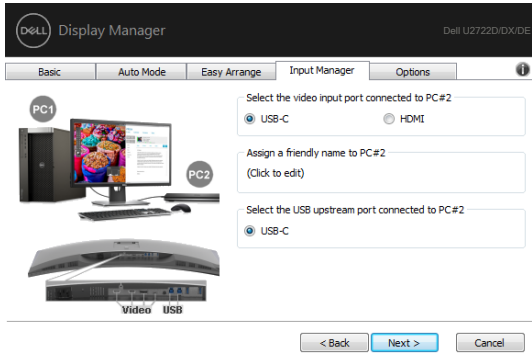 DELL Display Manager
Dell U2722D/DX/DE
Basic Auto Mode Easy Arrange Input Manager Options
Select the video input port connected to PC#2
USB-C HDMI
Assign a friendly name to PC#2
(Click to edit)
Select the USB upstream port connected to PC#2
USB-C
PC1
PC2
Video USB
< Back Next > Cancel